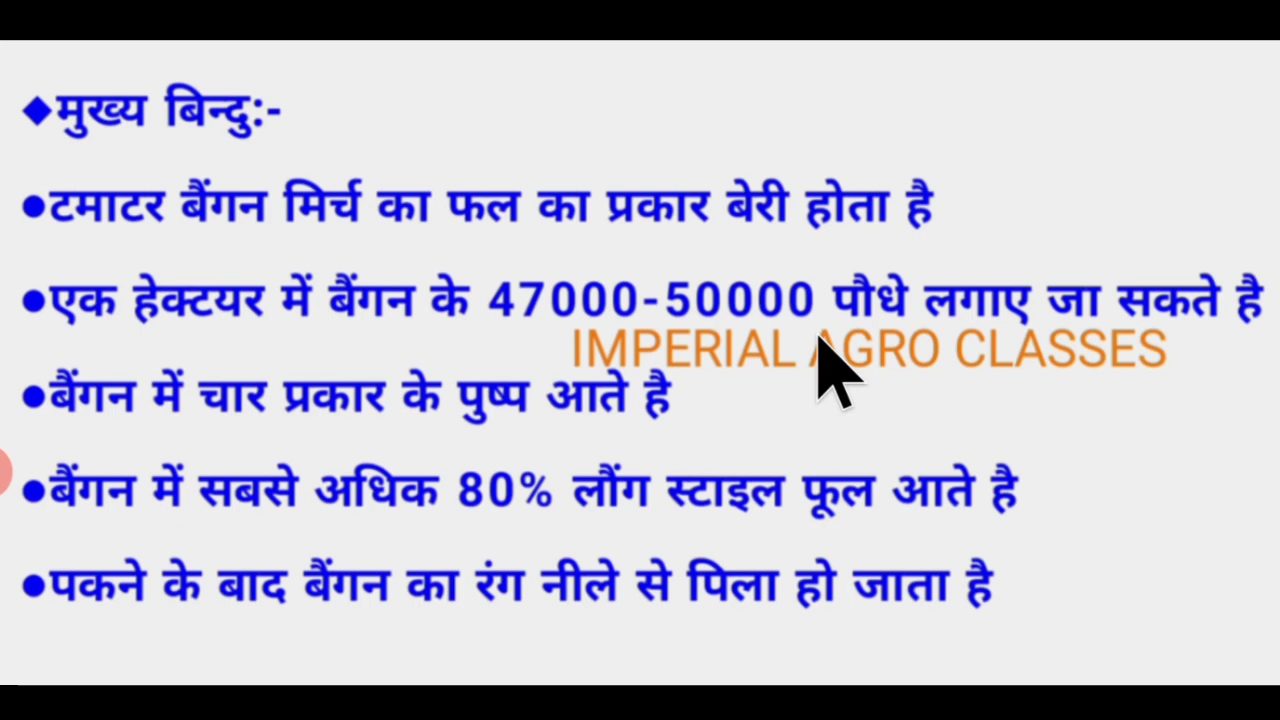 ◆मुख्य बिन्दु:-
●टमाटर बैंगन मिर्च का फल का प्रकार बेरी होता है
●एक हेक्टयर में बैंगन के 47000-50000 पौधे लगाए जा सकते है
IMPERIAL AGRO CLASSES
●बैंगन में चार प्रकार के पुष्प आते है
●बैंगन में सबसे अधिक 80% लौंग स्टाइल फूल आते है
●पकने के बाद बैंगन का रंग नीले से पिला हो जाता है